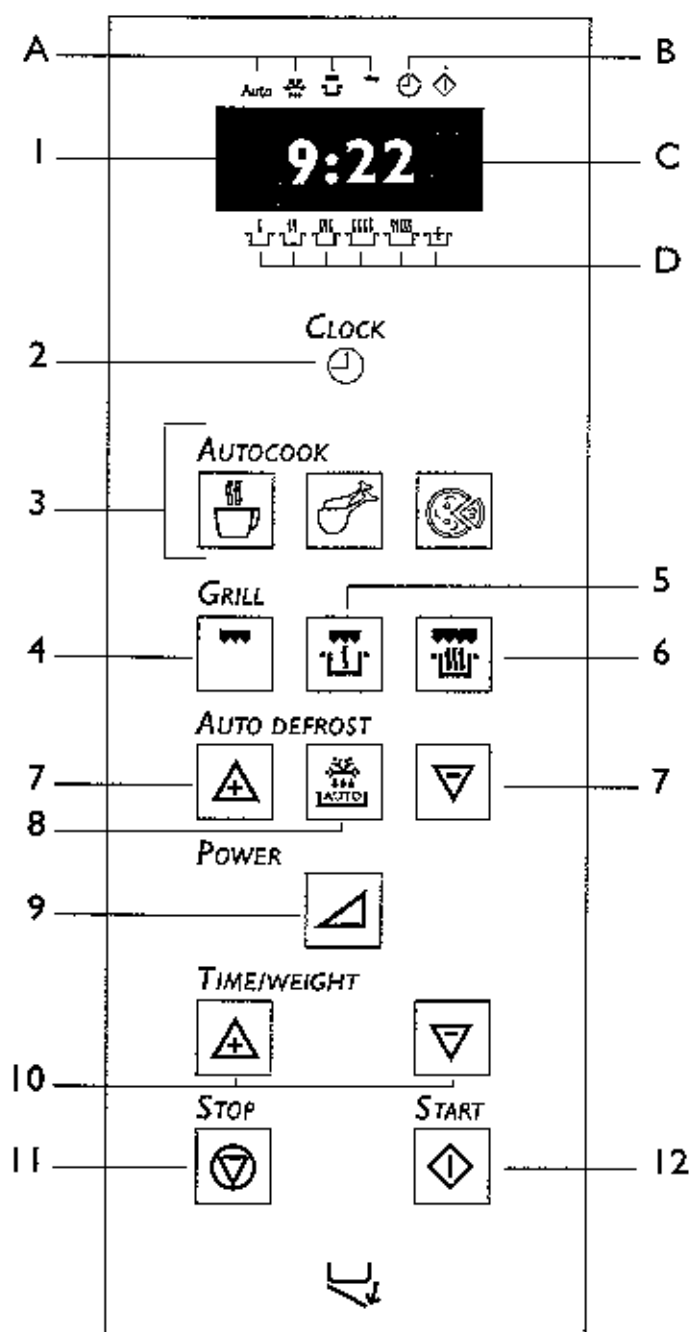 A
B
Auto
1
9:22
C
D
CLOCK
2
AUTOCOOK
3
GRILL
5
4
6
AUTO DEFROST
7
AUTO
7
8
POWER
9
TIME/WEIGHT
10
STOP
START
11
12